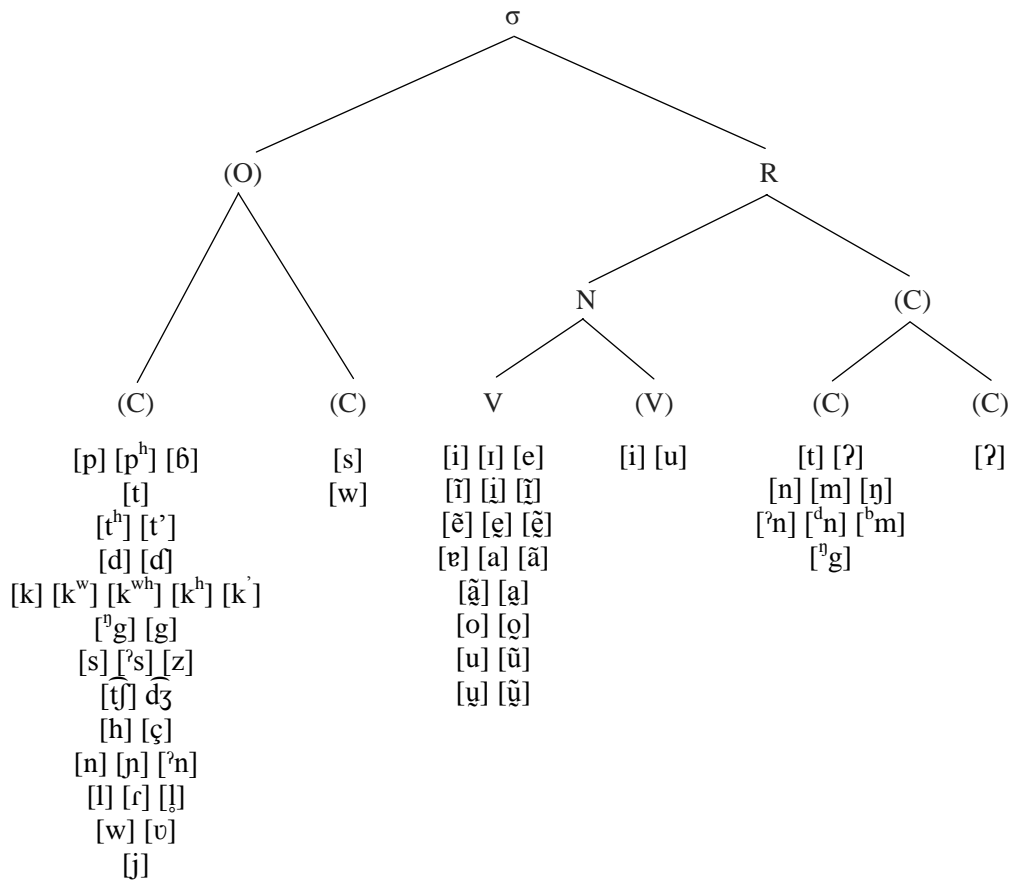 σ
(O) R
N (C)
(C) (C) V (V) (C) (C)
[p] [pʰ] [ɓ] [s] [i] [ɪ] [e] [i] [u] [t] [ʔ] [ʔ]
[t] [w] [ĩ] [ḭ] [ḭ̃] [n] [m] [ŋ]
[tʰ] [t’] [ẽ] [ḛ] [ḛ̃] [ˀn] [ᵈn] [ᵇm]
[d] [ɗ] [ɐ] [a] [ã] [ᵑg]
[k] [kʷ] [kʷʰ] [kʰ] [k’] [ã̰] [a̰]
[ᵑg] [g] [o] [o̰]
[s] [ˀs] [z] [u] [ũ]
[t͡ʃ] d͡ʒ [ṵ] [ṵ̃]
[h] [ç]
[n] [ɲ] [ˀn]
[l] [ɾ] [l̥]
[w] [ʋ]
[j]